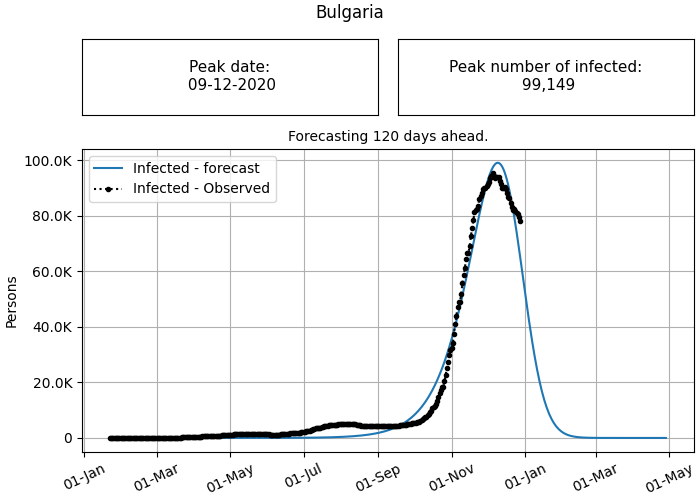 Bulgaria
Peak date:
09-12-2020
Peak number of infected:
99,149
Forecasting 120 days ahead.
Infected - forecast
Infected - Observed
Persons
100.0K
80.0K
60.0K
40.0K
20.0K
0
01-Jan
01-Mar
01-May
01-Jul
01-Sep
01-Nov
01-Jan
01-Mar
01-May